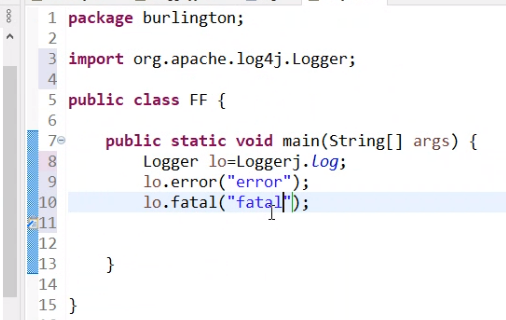 1 package burlington;
2
3 import org.apache.log4j.Logger;
4
5 public class FF {
6
7 public static void main(String[] args) {
8 Logger lo=Loggerj.log;
9 lo.error("error");
10 lo.fatal("fatal");
11
12
13 }
14
15 }